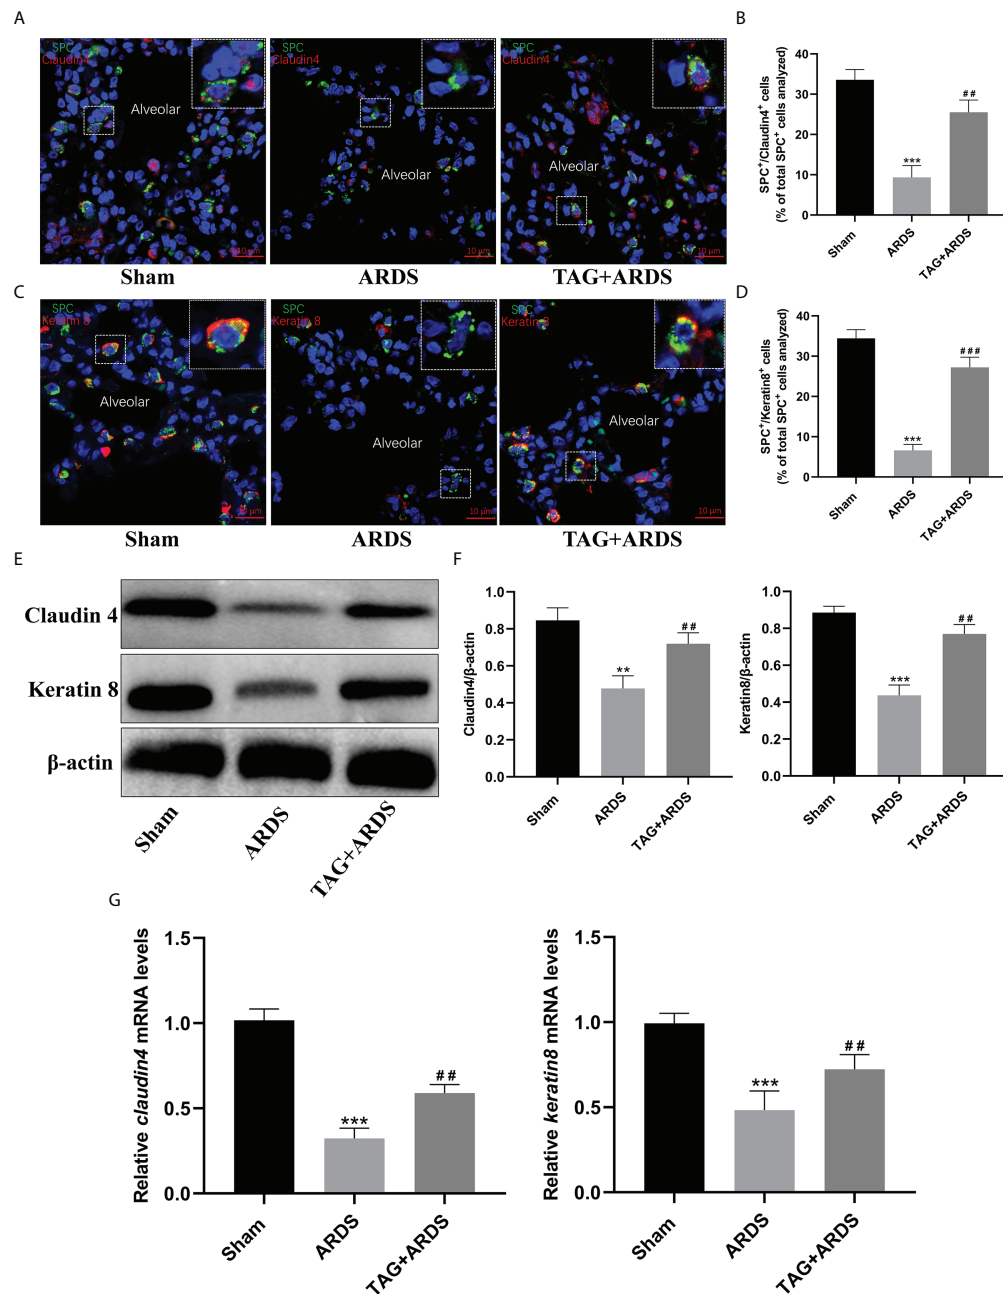 A
SPC
Claudin4
Alveolar
10 μm
Sham
SPC
Claudin4
Alveolar
10 μm
ARDS
SPC
Claudin4
Alveolar
10 μm
TAG+ARDS
B
SPC⁺/Claudin4⁺ cells
(% of total SPC⁺ cells analyzed)
40
30
20
10
0
***
##
Sham
ARDS
TAG+ARDS
C
SPC
Keratin 8
Alveolar
10 μm
Sham
SPC
Keratin 8
Alveolar
10 μm
ARDS
SPC
Keratin 8
Alveolar
10 μm
TAG+ARDS
D
SPC⁺/Keratin8⁺ cells
(% of total SPC⁺ cells analyzed)
40
30
20
10
0
***
###
Sham
ARDS
TAG+ARDS
E
Claudin 4
Keratin 8
β-actin
Sham
ARDS
TAG+ARDS
F
Claudin4/β-actin
1.0
0.8
0.6
0.4
0.2
0.0
**
##
Sham
ARDS
TAG+ARDS
Keratin8/β-actin
1.0
0.8
0.6
0.4
0.2
0.0
***
##
Sham
ARDS
TAG+ARDS
G
Relative claudin4 mRNA levels
1.5
1.0
0.5
0.0
***
##
Sham
ARDS
TAG+ARDS
Relative keratin8 mRNA levels
1.5
1.0
0.5
0.0
***
##
Sham
ARDS
TAG+ARDS